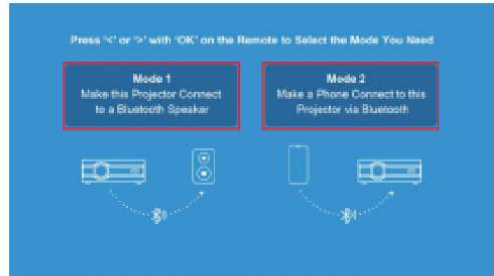 Press '<' or '>' with 'OK' on the Remote to Select the Mode You Need
Mode 1
Make this Projector Connect
to a Bluetooth Speaker
Mode 2
Make a Phone Connect to this
Projector via Bluetooth